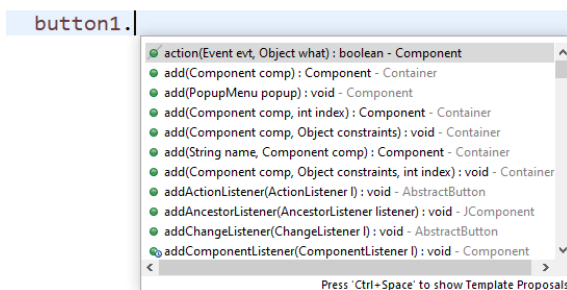 button1.
action(Event evt, Object what) : boolean - Component
add(Component comp) : Component - Container
add(PopupMenu popup) : void - Component
add(Component comp, int index) : Component - Container
add(Component comp, Object constraints) : void - Container
add(String name, Component comp) : Component - Container
add(Component comp, Object constraints, int index) : void - Container
addActionListener(ActionListener l) : void - AbstractButton
addAncestorListener(AncestorListener listener) : void - JComponent
addChangeListener(ChangeListener l) : void - AbstractButton
addComponentListener(ComponentListener l) : void - Component
Press 'Ctrl+Space' to show Template Proposals